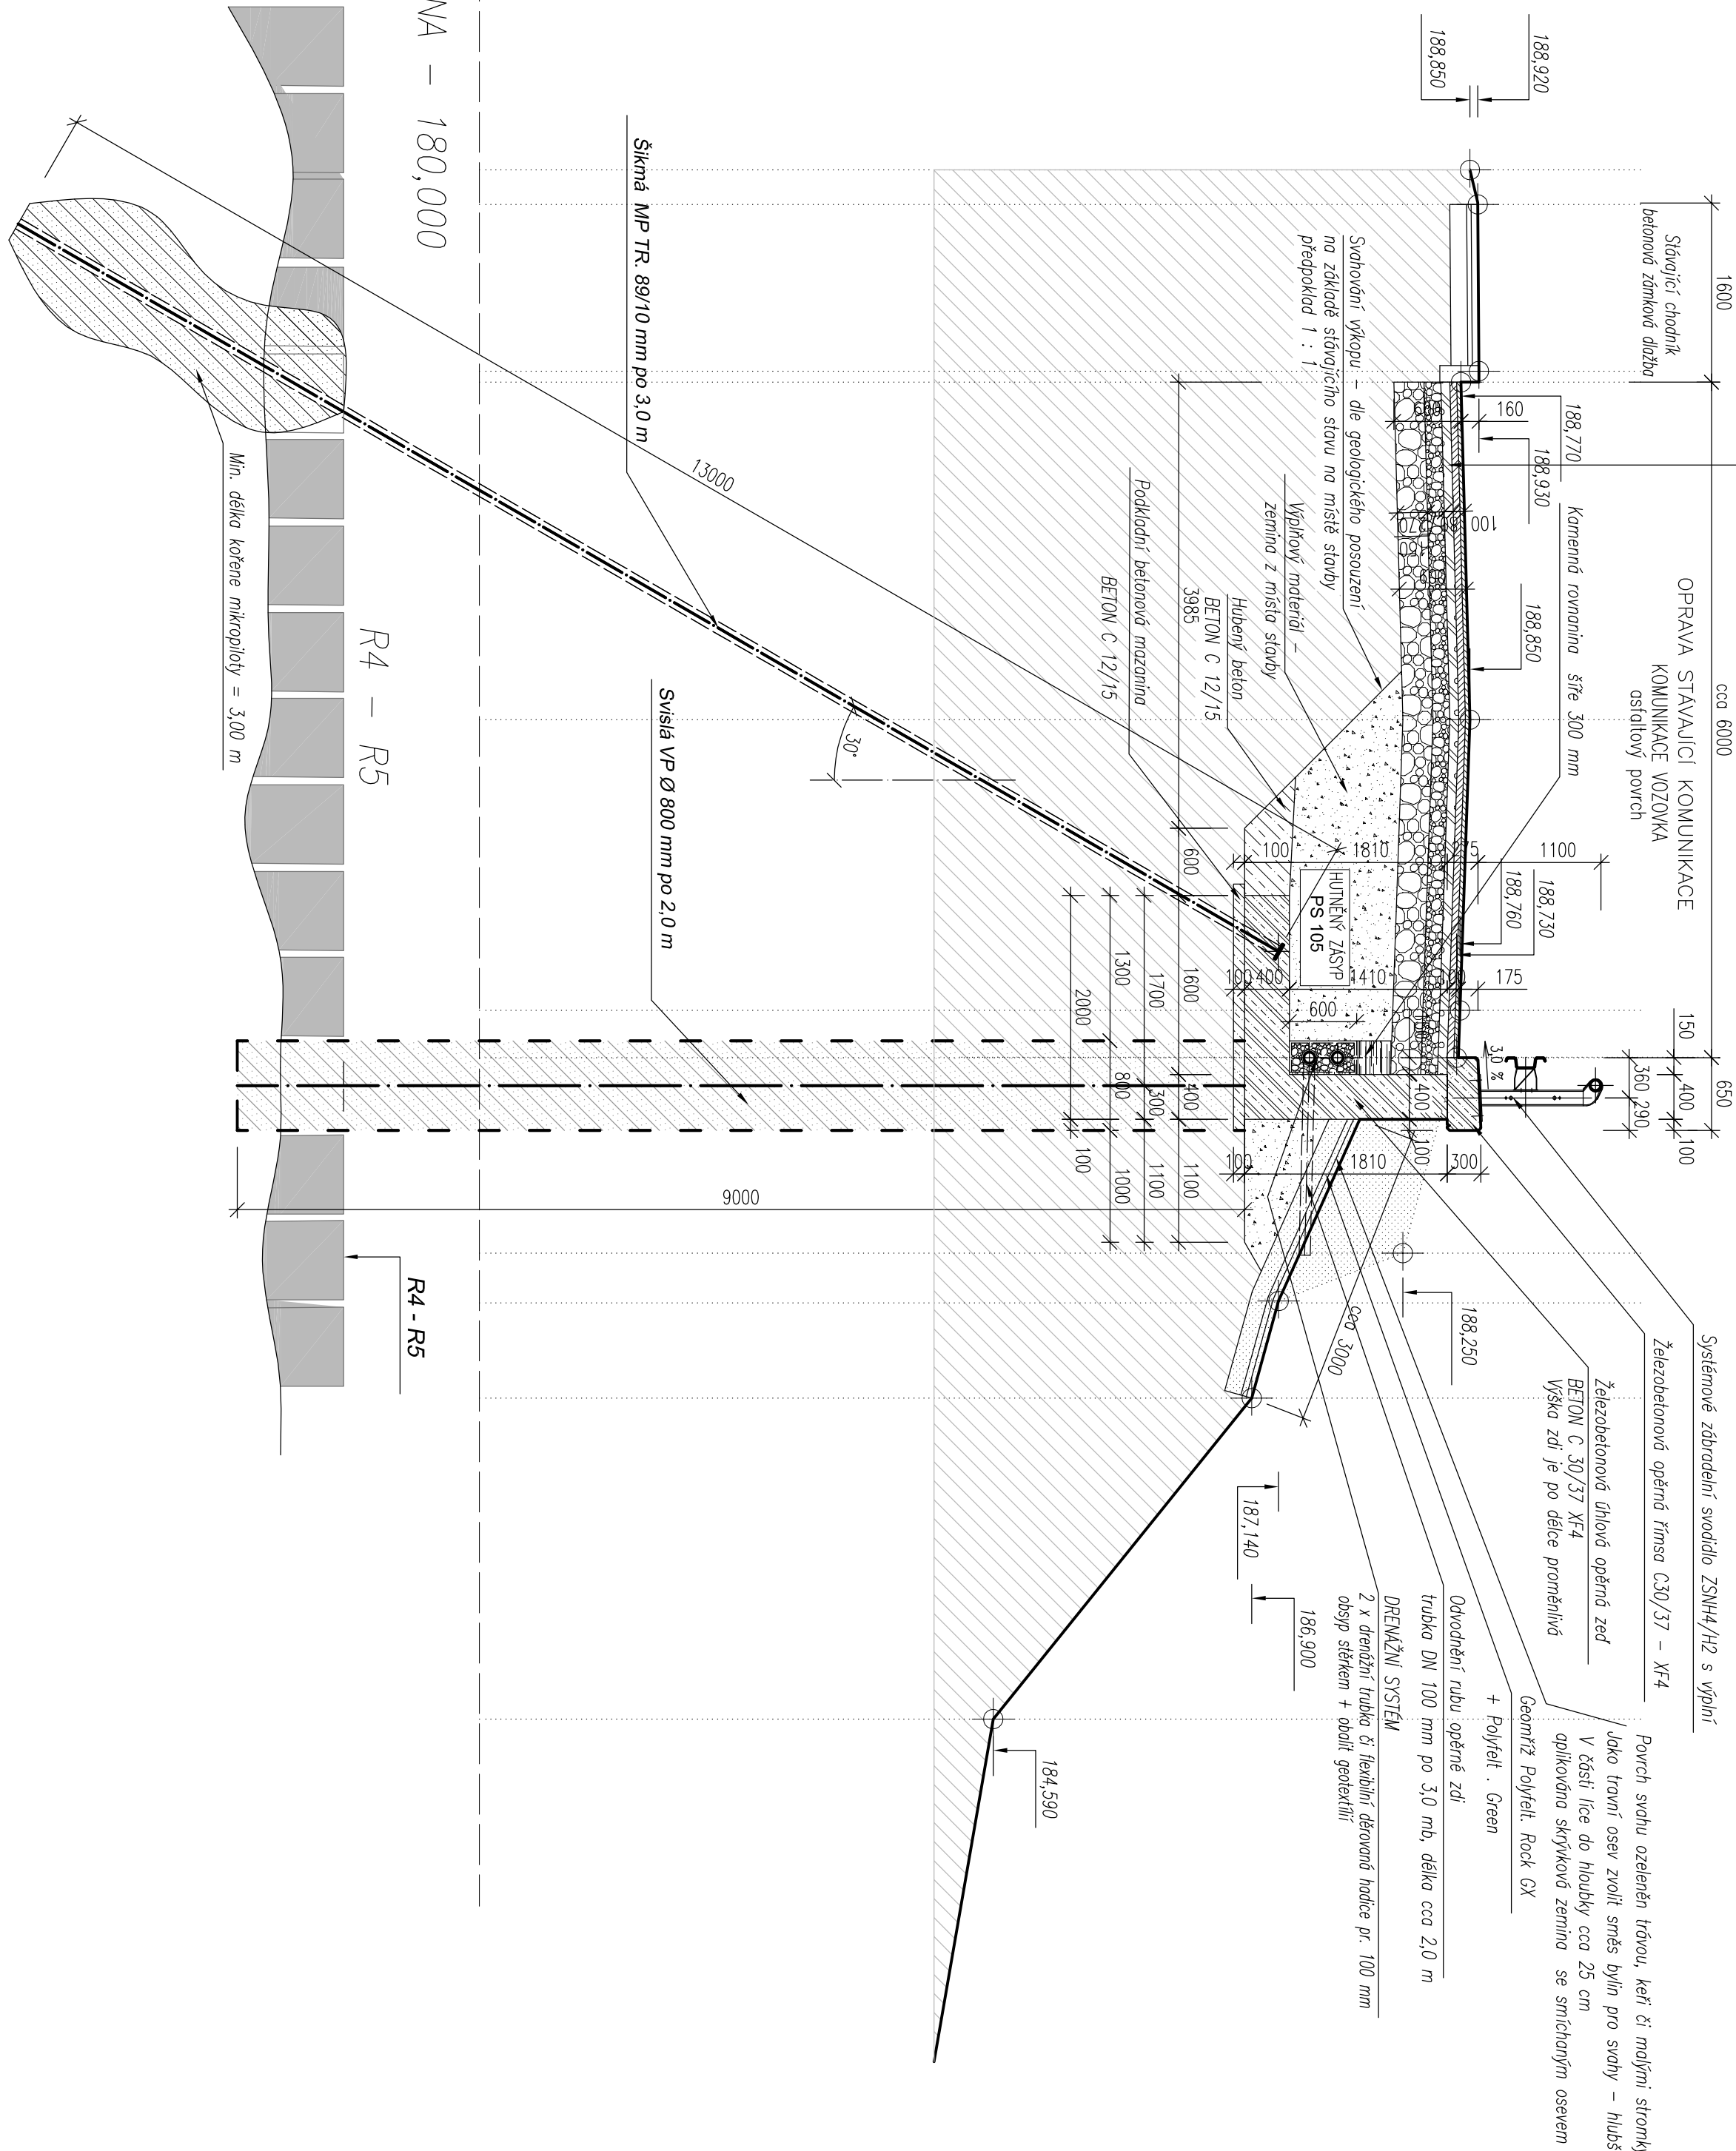 188,920
188,850
1600
cca 6000
650
150
400
100
360
290
Stávající chodník
betonová zámková dlažba
OPRAVA STÁVAJÍCÍ KOMUNIKACE
KOMUNIKACE VOZOVKA
asfaltový povrch
160
188,770
188,930
Kamenná rovnanina šíře 300 mm
188,850
1100
188,730
188,760
175
3,0 %
Svahování výkopu - dle geologického posouzení
na základě stávajícího stavu na místě stavby
předpoklad 1 : 1
Výplňový materiál -
zemina z místa stavby
Hubený beton
BETON C 12/15
3985
Podkladní betonová mazanina
BETON C 12/15
HUTNĚNÝ ZÁSYP
PS 105
100
1810
100
400
1410
600
600
1600
400
1100
1700
300
1100
1300
800
1000
2000
100
400
100
100
1810
300
Systémové zábradelní svodidlo ZSNH4/H2 s výplní
Železobetonová opěrná římsa C30/37 - XF4
Železobetonová úhlová opěrná zeď
BETON C 30/37 XF4
Výška zdi je po délce proměnlivá
Povrch svahu ozeleněn trávou, keři či malými stromky
Jako travní osev zvolit směs bylin pro svahy - hlubš
V části líce do hloubky cca 25 cm
aplikována skrývková zemina se smíchaným osevem
Geomříž Polyfelt. Rock GX
+ Polyfelt . Green
Odvodnění rubu opěrné zdi
trubka DN 100 mm po 3,0 mb, délka cca 2,0 m
DRENÁŽNÍ SYSTÉM
2 x drenážní trubka či flexibilní děrovaná hadice pr. 100 mm
obsyp štěrkem + obalit geotextílií
188,250
cca 3000
187,140
186,900
184,590
Šikmá MP TR. 89/10 mm po 3,0 m
13000
30°
Svislá VP Ø 800 mm po 2,0 m
9000
NA - 180,000
R4 - R5
R4 - R5
Min. délka kořene mikropiloty = 3,00 m